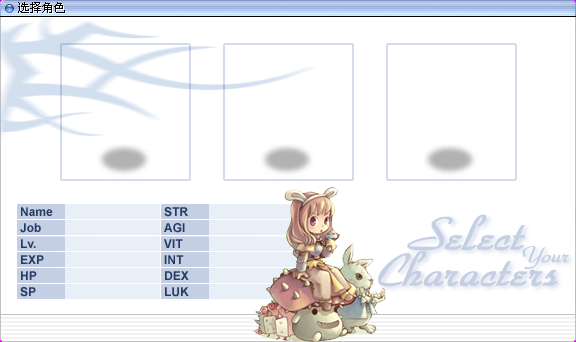 选择角色
Name STR
Job AGI
Lv. VIT
EXP INT
HP DEX
SP LUK
Select
Your
Characters